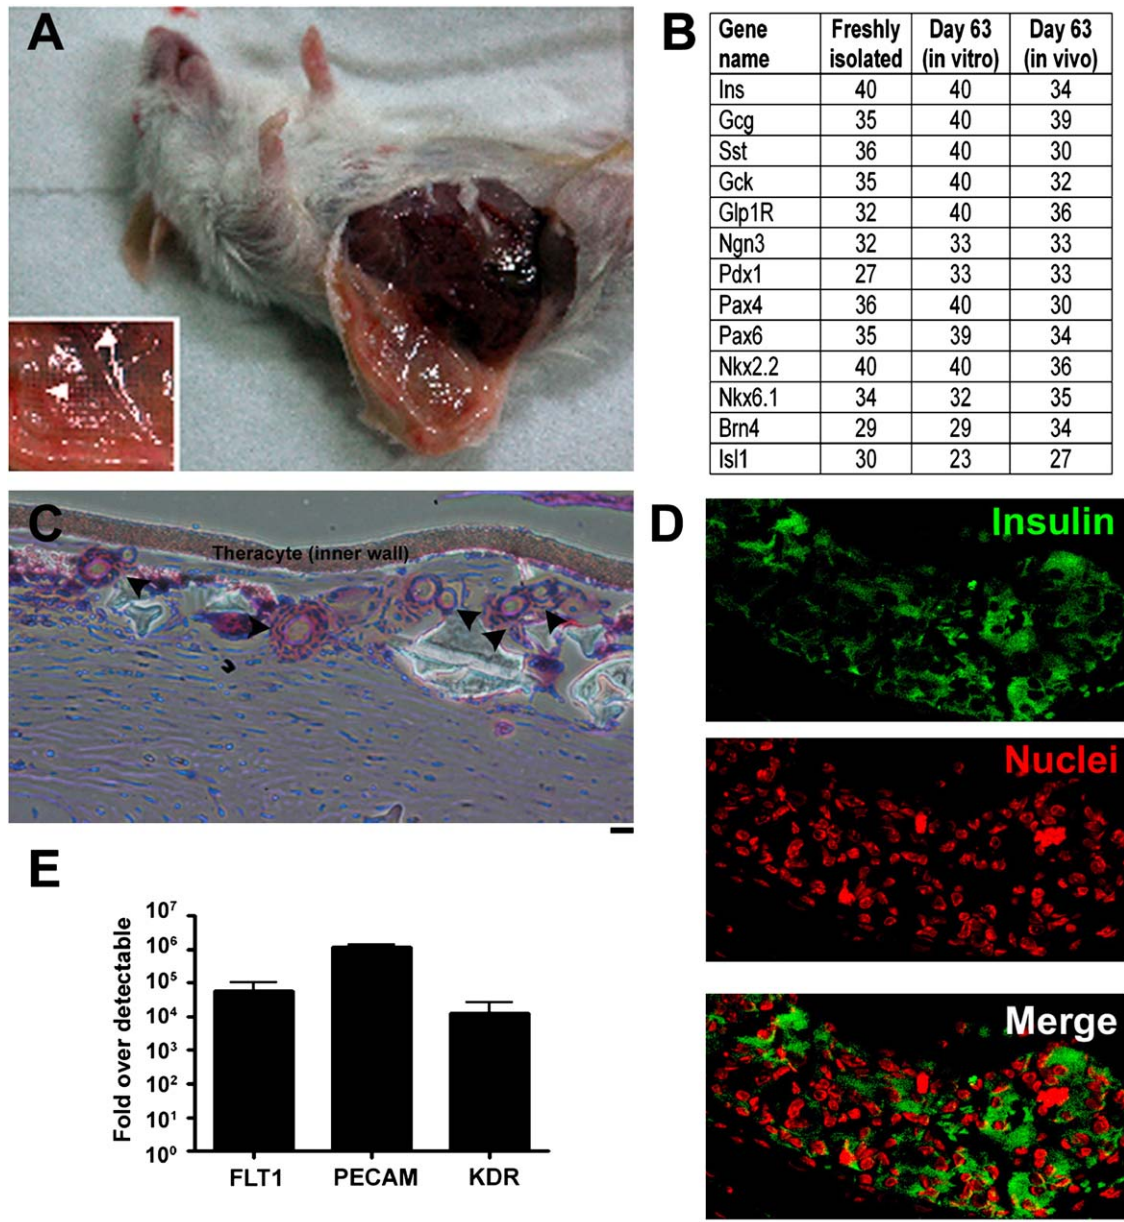 A
B
Gene name Freshly isolated Day 63 (in vitro) Day 63 (in vivo)
Ins 40 40 34
Gcg 35 40 39
Sst 36 40 30
Gck 35 40 32
Glp1R 32 40 36
Ngn3 32 33 33
Pdx1 27 33 33
Pax4 36 40 30
Pax6 35 39 34
Nkx2.2 40 40 36
Nkx6.1 34 32 35
Brn4 29 29 34
Isl1 30 23 27
C
Theracyte (inner wall)
D
Insulin
Nuclei
Merge
E
Fold over detectable
10⁷
10⁶
10⁵
10⁴
10³
10²
10¹
10⁰
FLT1 PECAM KDR